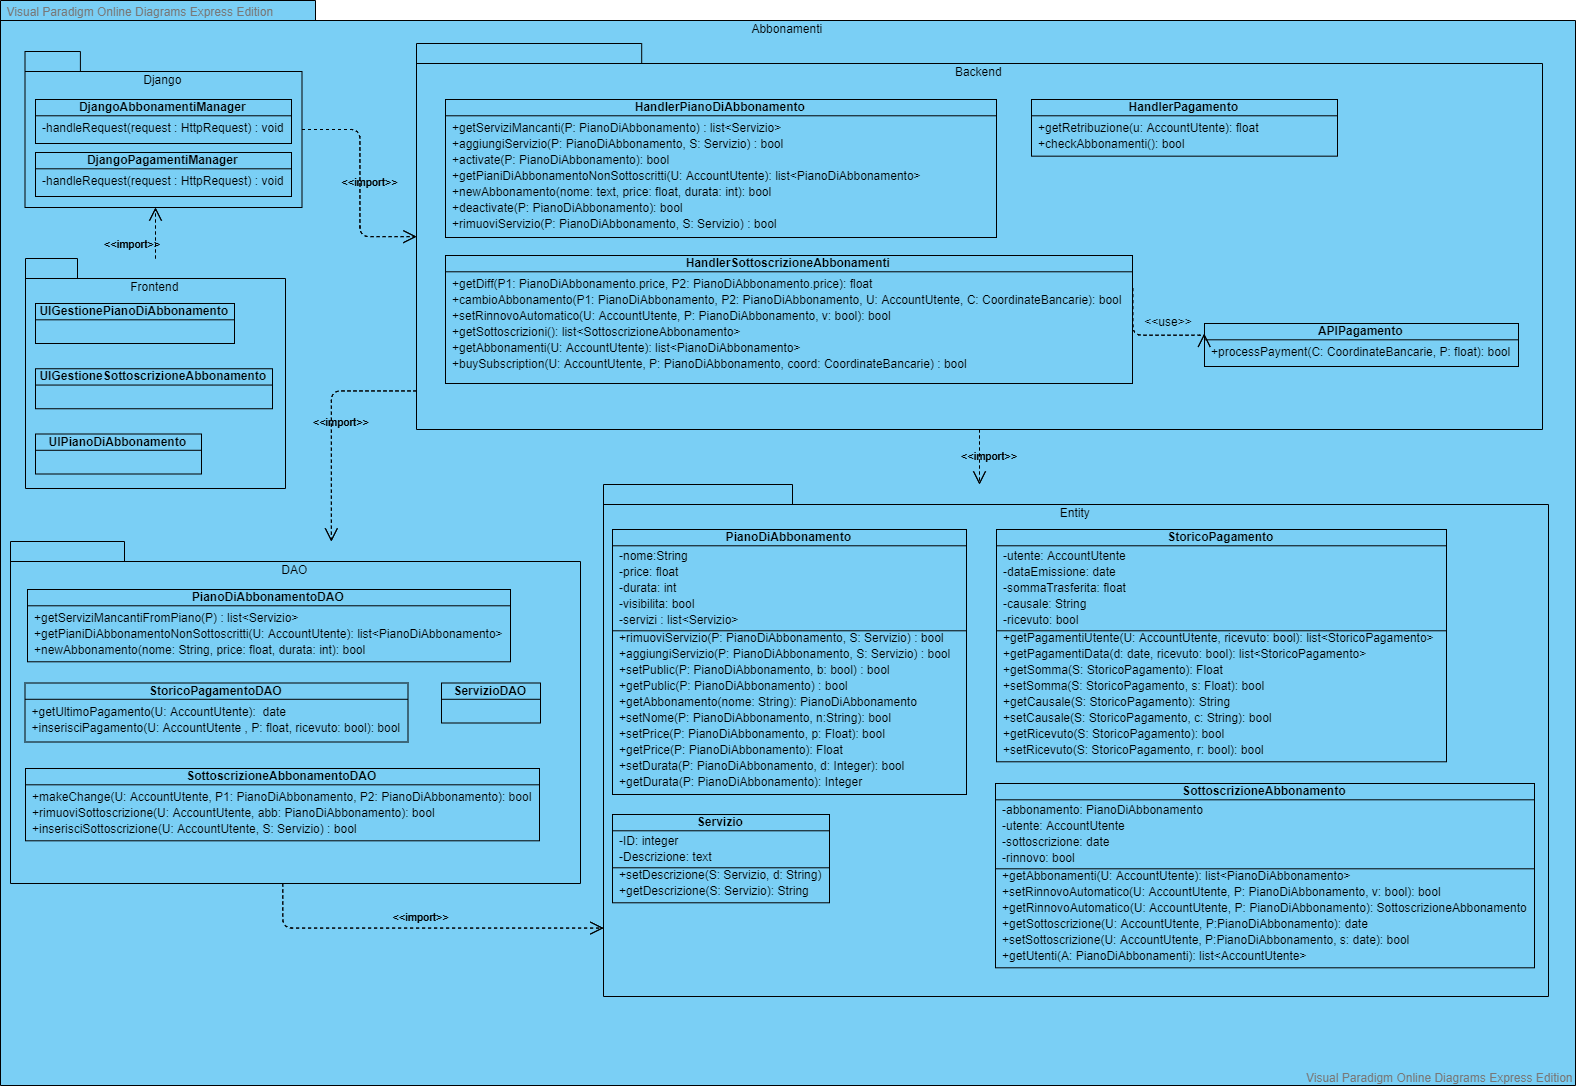 Visual Paradigm Online Diagrams Express Edition
Abbonamenti
Django
DjangoAbbonamentiManager
-handleRequest(request : HttpRequest) : void
DjangoPagamentiManager
-handleRequest(request : HttpRequest) : void
<<import>>
<<import>>
Frontend
UIGestionePianoDiAbbonamento
UIGestioneSottoscrizioneAbbonamento
UIPianoDiAbbonamento
Backend
HandlerPianoDiAbbonamento
+getServiziMancanti(P: PianoDiAbbonamento) : list<Servizio>
+aggiungiServizio(P: PianoDiAbbonamento, S: Servizio) : bool
+activate(P: PianoDiAbbonamento): bool
+getPianiDiAbbonamentoNonSottoscritti(U: AccountUtente): list<PianoDiAbbonamento>
+newAbbonamento(nome: text, price: float, durata: int): bool
+deactivate(P: PianoDiAbbonamento): bool
+rimuoviServizio(P: PianoDiAbbonamento, S: Servizio) : bool
HandlerPagamento
+getRetribuzione(u: AccountUtente): float
+checkAbbonamenti(): bool
HandlerSottoscrizioneAbbonamenti
+getDiff(P1: PianoDiAbbonamento.price, P2: PianoDiAbbonamento.price): float
+cambioAbbonamento(P1: PianoDiAbbonamento, P2: PianoDiAbbonamento, U: AccountUtente, C: CoordinateBancarie): bool
+setRinnovoAutomatico(U: AccountUtente, P: PianoDiAbbonamento, v: bool): bool
+getSottoscrizioni(): list<SottoscrizioneAbbonamento>
+getAbbonamenti(U: AccountUtente): list<PianoDiAbbonamento>
+buySubscription(U: AccountUtente, P: PianoDiAbbonamento, coord: CoordinateBancarie) : bool
<<use>>
APIPagamento
+processPayment(C: CoordinateBancarie, P: float): bool
<<import>>
<<import>>
DAO
PianoDiAbbonamentoDAO
+getServiziMancantiFromPiano(P) : list<Servizio>
+getPianiDiAbbonamentoNonSottoscritti(U: AccountUtente): list<PianoDiAbbonamento>
+newAbbonamento(nome: String, price: float, durata: int): bool
StoricoPagamentoDAO
+getUltimoPagamento(U: AccountUtente):  date
+inserisciPagamento(U: AccountUtente , P: float, ricevuto: bool): bool
ServizioDAO
SottoscrizioneAbbonamentoDAO
+makeChange(U: AccountUtente, P1: PianoDiAbbonamento, P2: PianoDiAbbonamento): bool
+rimuoviSottoscrizione(U: AccountUtente, abb: PianoDiAbbonamento): bool
+inserisciSottoscrizione(U: AccountUtente, S: Servizio) : bool
<<import>>
Entity
PianoDiAbbonamento
-nome:String
-price: float
-durata: int
-visibilita: bool
-servizi : list<Servizio>
+rimuoviServizio(P: PianoDiAbbonamento, S: Servizio) : bool
+aggiungiServizio(P: PianoDiAbbonamento, S: Servizio) : bool
+setPublic(P: PianoDiAbbonamento, b: bool) : bool
+getPublic(P: PianoDiAbbonamento) : bool
+getAbbonamento(nome: String): PianoDiAbbonamento
+setNome(P: PianoDiAbbonamento, n:String): bool
+setPrice(P: PianoDiAbbonamento, p: Float): bool
+getPrice(P: PianoDiAbbonamento): Float
+setDurata(P: PianoDiAbbonamento, d: Integer): bool
+getDurata(P: PianoDiAbbonamento): Integer
Servizio
-ID: integer
-Descrizione: text
+setDescrizione(S: Servizio, d: String)
+getDescrizione(S: Servizio): String
StoricoPagamento
-utente: AccountUtente
-dataEmissione: date
-sommaTrasferita: float
-causale: String
-ricevuto: bool
+getPagamentiUtente(U: AccountUtente, ricevuto: bool): list<StoricoPagamento>
+getPagamentiData(d: date, ricevuto: bool): list<StoricoPagamento>
+getSomma(S: StoricoPagamento): Float
+setSomma(S: StoricoPagamento, s: Float): bool
+getCausale(S: StoricoPagamento): String
+setCausale(S: StoricoPagamento, c: String): bool
+getRicevuto(S: StoricoPagamento): bool
+setRicevuto(S: StoricoPagamento, r: bool): bool
SottoscrizioneAbbonamento
-abbonamento: PianoDiAbbonamento
-utente: AccountUtente
-sottoscrizione: date
-rinnovo: bool
+getAbbonamenti(U: AccountUtente): list<PianoDiAbbonamento>
+setRinnovoAutomatico(U: AccountUtente, P: PianoDiAbbonamento, v: bool): bool
+getRinnovoAutomatico(U: AccountUtente, P: PianoDiAbbonamento): SottoscrizioneAbbonamento
+getSottoscrizione(U: AccountUtente, P:PianoDiAbbonamento): date
+setSottoscrizione(U: AccountUtente, P:PianoDiAbbonamento, s: date): bool
+getUtenti(A: PianoDiAbbonamenti): list<AccountUtente>
Visual Paradigm Online Diagrams Express Edition